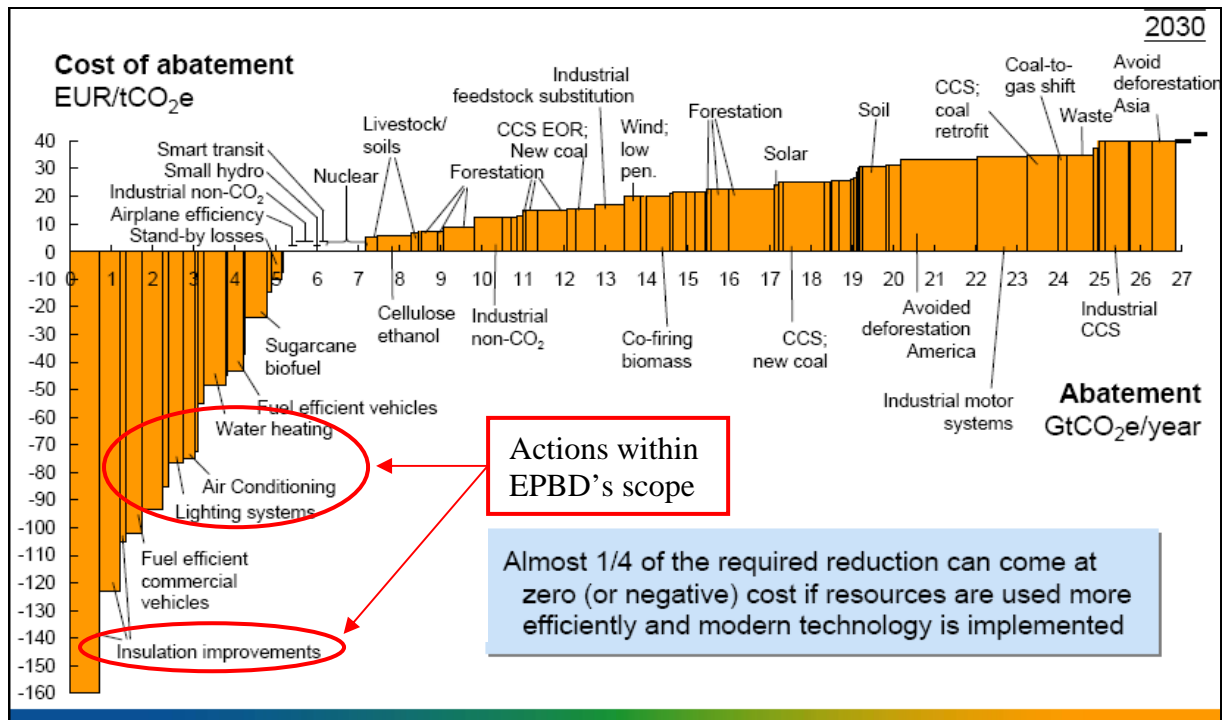 2030
Cost of abatement
EUR/tCO₂e
Smart transit
Small hydro
Industrial non-CO₂
Airplane efficiency
Stand-by losses
Nuclear
Livestock/
soils
Forestation
CCS EOR;
New coal
Industrial
feedstock substitution
Wind;
low
pen.
Forestation
Solar
Soil
CCS;
coal
retrofit
Coal-to-
gas shift
Waste
Avoid
deforestation
Asia
40
30
20
10
0
-10
-20
-30
-40
-50
-60
-70
-80
-90
-100
-110
-120
-130
-140
-150
-160
0 1 2 3 4 5 6 7 8 9 10 11 12 13 14 15 16 17 18 19 20 21 22 23 24 25 26 27
Cellulose
ethanol
Industrial
non-CO₂
Co-firing
biomass
CCS;
new coal
Avoided
deforestation
America
Industrial motor
systems
Industrial
CCS
Abatement
GtCO₂e/year
Sugarcane
biofuel
Fuel efficient vehicles
Water heating
Air Conditioning
Lighting systems
Fuel efficient
commercial
vehicles
Insulation improvements
Actions within
EPBD’s scope
Almost 1/4 of the required reduction can come at
zero (or negative) cost if resources are used more
efficiently and modern technology is implemented